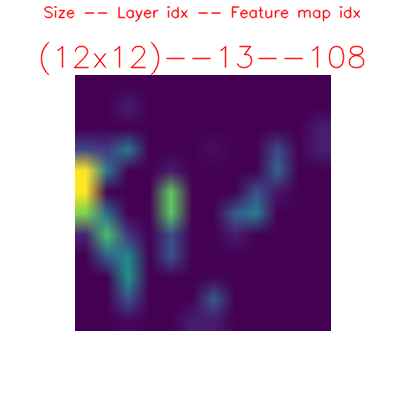 Size -- Layer idx -- Feature map idx
(12x12)--13--108